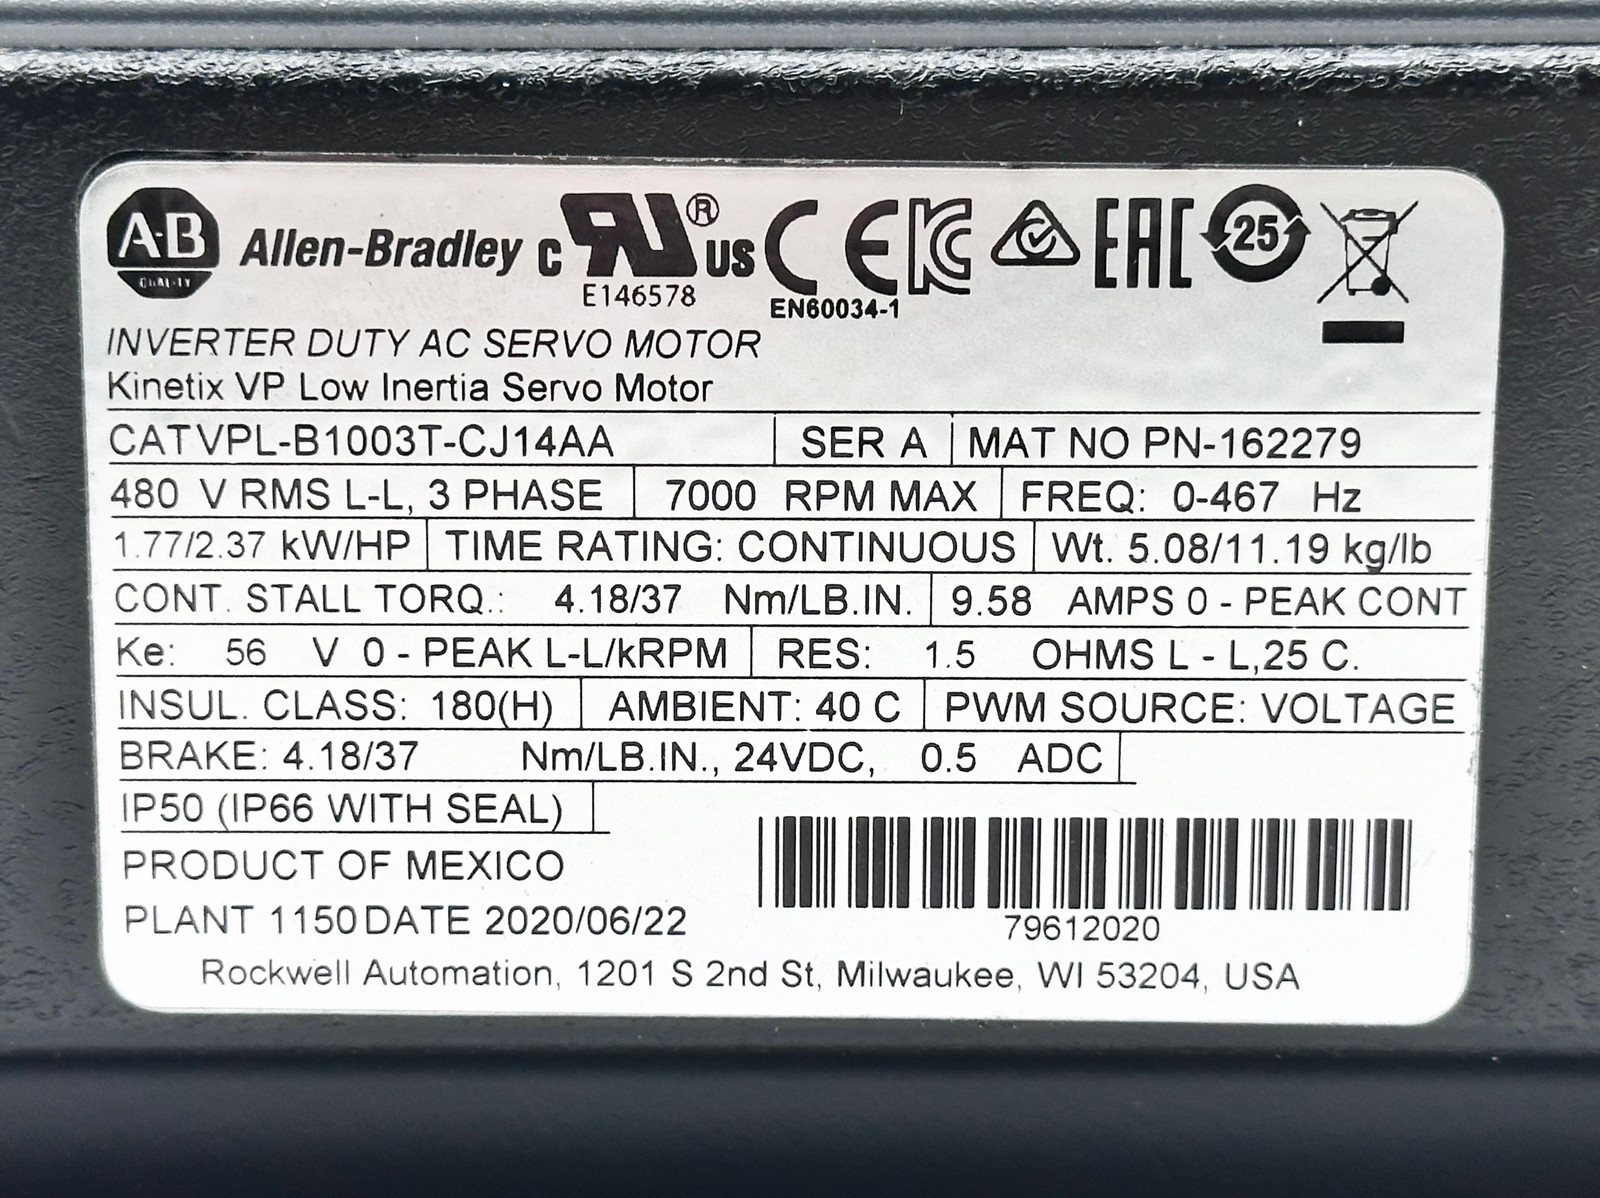 A-B QUALITY Allen-Bradley c RU ® US CE KC EAC 25
E146578 EN60034-1
INVERTER DUTY AC SERVO MOTOR
Kinetix VP Low Inertia Servo Motor
CAT VPL-B1003T-CJ14AA SER A MAT NO PN-162279
480 V RMS L-L, 3 PHASE 7000 RPM MAX FREQ: 0-467 Hz
1.77/2.37 kW/HP TIME RATING: CONTINUOUS Wt. 5.08/11.19 kg/lb
CONT. STALL TORQ.: 4.18/37 Nm/LB.IN. 9.58 AMPS 0 - PEAK CONT
Ke: 56 V 0 - PEAK L-L/kRPM RES: 1.5 OHMS L - L,25 C.
INSUL. CLASS: 180(H) AMBIENT: 40 C PWM SOURCE: VOLTAGE
BRAKE: 4.18/37 Nm/LB.IN., 24VDC, 0.5 ADC
IP50 (IP66 WITH SEAL)
PRODUCT OF MEXICO
PLANT 1150 DATE 2020/06/22
79612020
Rockwell Automation, 1201 S 2nd St, Milwaukee, WI 53204, USA